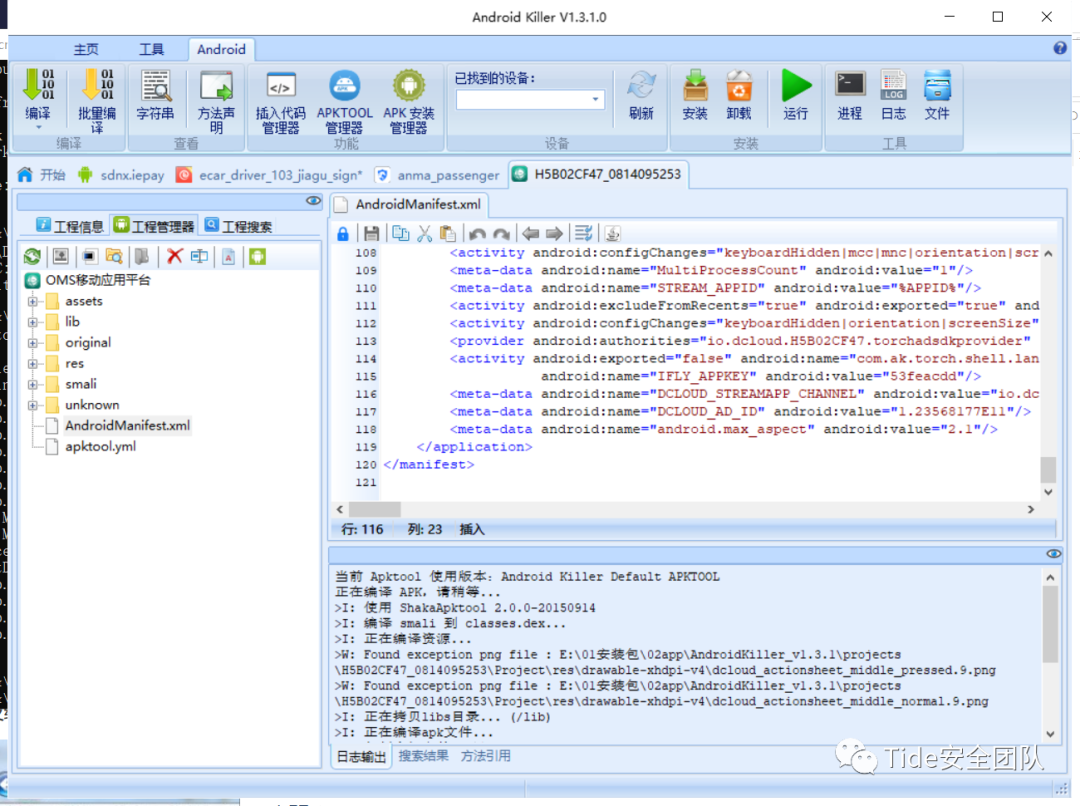 Android Killer V1.3.1.0
主页 工具 Android
编译 批量编译 字符串 方法声明 插入代码管理器 APKTOOL管理器 APK 安装管理器 已找到的设备: 刷新 安装 卸载 运行 进程 日志 文件
编译 查看 功能 设备 安装 工具
开始 sdnx.iepay ecar_driver_103_jiagu_sign* anma_passenger H5B02CF47_0814095253
工程信息 工程管理器 工程搜索
OMS移动应用平台
assets
lib
original
res
smali
unknown
AndroidManifest.xml
apktool.yml
AndroidManifest.xml
108 <activity android:configChanges="keyboardHidden|mcc|mnc|orientation|scr
109 <meta-data android:name="MultiProcessCount" android:value="1"/>
110 <meta-data android:name="STREAM_APPID" android:value="%APPID%"/>
111 <activity android:excludeFromRecents="true" android:exported="true" and
112 <activity android:configChanges="keyboardHidden|orientation|screenSize"
113 <provider android:authorities="io.dcloud.H5B02CF47.torchadsdkprovider"
114 <activity android:exported="false" android:name="com.ak.torch.shell.lan
115 android:name="IFLY_APPKEY" android:value="53feacdd"/>
116 <meta-data android:name="DCLOUD_STREAMAPP_CHANNEL" android:value="io.dc
117 <meta-data android:name="DCLOUD_AD_ID" android:value="1.23568177E11"/>
118 <meta-data android:name="android.max_aspect" android:value="2.1"/>
119 </application>
120 </manifest>
121
行: 116 列: 23 插入
当前 Apktool 使用版本: Android Killer Default APKTOOL
正在编译 APK, 请稍等...
>I: 使用 ShakaApktool 2.0.0-20150914
>I: 编译 smali 到 classes.dex...
>I: 正在编译资源...
>W: Found exception png file : E:\01安装包\02app\AndroidKiller_v1.3.1\projects
\H5B02CF47_0814095253\Project\res\drawable-xhdpi-v4\dcloud_actionsheet_middle_pressed.9.png
>W: Found exception png file : E:\01安装包\02app\AndroidKiller_v1.3.1\projects
\H5B02CF47_0814095253\Project\res\drawable-xhdpi-v4\dcloud_actionsheet_middle_normal.9.png
>I: 正在拷贝libs目录... (/lib)
>I: 正在编译apk文件...
日志输出 搜索结果 方法引用
Tide安全团队